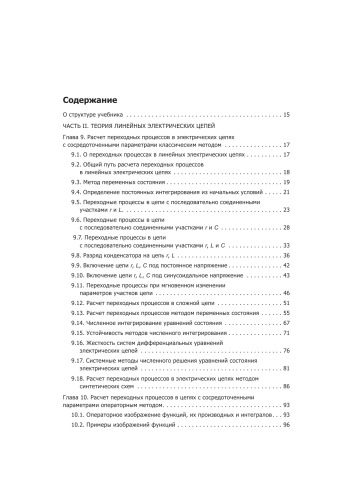 Содержание
О структуре учебника . . . . . . . . . . . . . . . . . . . . . . . . . . . . . . . . . . . . . . . . . . . . 15
ЧАСТЬ II. ТЕОРИЯ ЛИНЕЙНЫХ ЭЛЕКТРИЧЕСКИХ ЦЕПЕЙ
Глава 9. Расчет переходных процессов в электрических цепях
с сосредоточенными параметрами классическим методом . . . . . . . . . . . . . . . . 17
9.1. О переходных процессах в линейных электрических цепях . . . . . . . . . . 17
9.2. Общий путь расчета переходных процессов
в линейных электрических цепях . . . . . . . . . . . . . . . . . . . . . . . . . . . . . . 18
9.3. Метод переменных состояния . . . . . . . . . . . . . . . . . . . . . . . . . . . . . . . . 19
9.4. Определение постоянных интегрирования из начальных условий . . . . . 21
9.5. Переходные процессы в цепи с последовательно соединенными
участками r и L. . . . . . . . . . . . . . . . . . . . . . . . . . . . . . . . . . . . . . . . . . . 23
9.6. Переходные процессы в цепи
с последовательно соединенными участками r и C . . . . . . . . . . . . . . . . . 28
9.7. Переходные процессы в цепи
с последовательно соединенными участками r, L и C . . . . . . . . . . . . . . . 33
9.8. Разряд конденсатора на цепь r, L . . . . . . . . . . . . . . . . . . . . . . . . . . . . . 36
9.9. Включение цепи r, L, C под постоянное напряжение . . . . . . . . . . . . . . . 42
9.10. Включение цепи r, L, C под синусоидальное напряжение . . . . . . . . . . 43
9.11. Переходные процессы при мгновенном изменении
параметров участков цепи . . . . . . . . . . . . . . . . . . . . . . . . . . . . . . . . . . 46
9.12. Расчет переходных процессов в сложной цепи . . . . . . . . . . . . . . . . . . 51
9.13. Расчет переходных процессов методом переменных состояния . . . . . . 55
9.14. Численное интегрирование уравнений состояния . . . . . . . . . . . . . . . . 67
9.15. Устойчивость методов численного интегрирования . . . . . . . . . . . . . . . 71
9.16. Жесткость систем дифференциальных уравнений
электрических цепей . . . . . . . . . . . . . . . . . . . . . . . . . . . . . . . . . . . . . . 76
9.17. Системные методы численного решения уравнений состояния
электрических цепей . . . . . . . . . . . . . . . . . . . . . . . . . . . . . . . . . . . . . . 81
9.18. Расчет переходных процессов в электрических цепях методом
синтетических схем . . . . . . . . . . . . . . . . . . . . . . . . . . . . . . . . . . . . . . . 86
Глава 10. Расчет переходных процессов в цепях с сосредоточенными
параметрами операторным методом. . . . . . . . . . . . . . . . . . . . . . . . . . . . . . . . . 93
10.1. Операторное изображение функций, их производных и интегралов . . . 93
10.2. Примеры изображений функций . . . . . . . . . . . . . . . . . . . . . . . . . . . . . 96